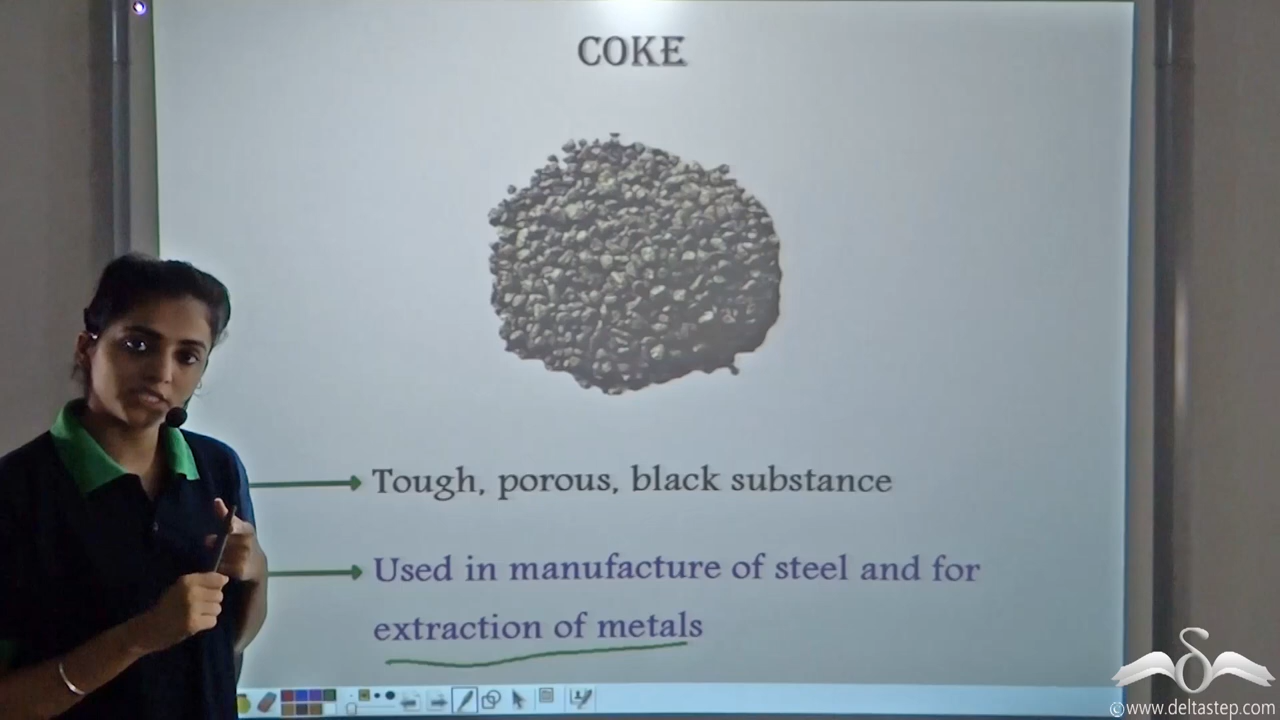 COKE
Tough, porous, black substance
Used in manufacture of steel and for
extraction of metals
©www.deltastep.com